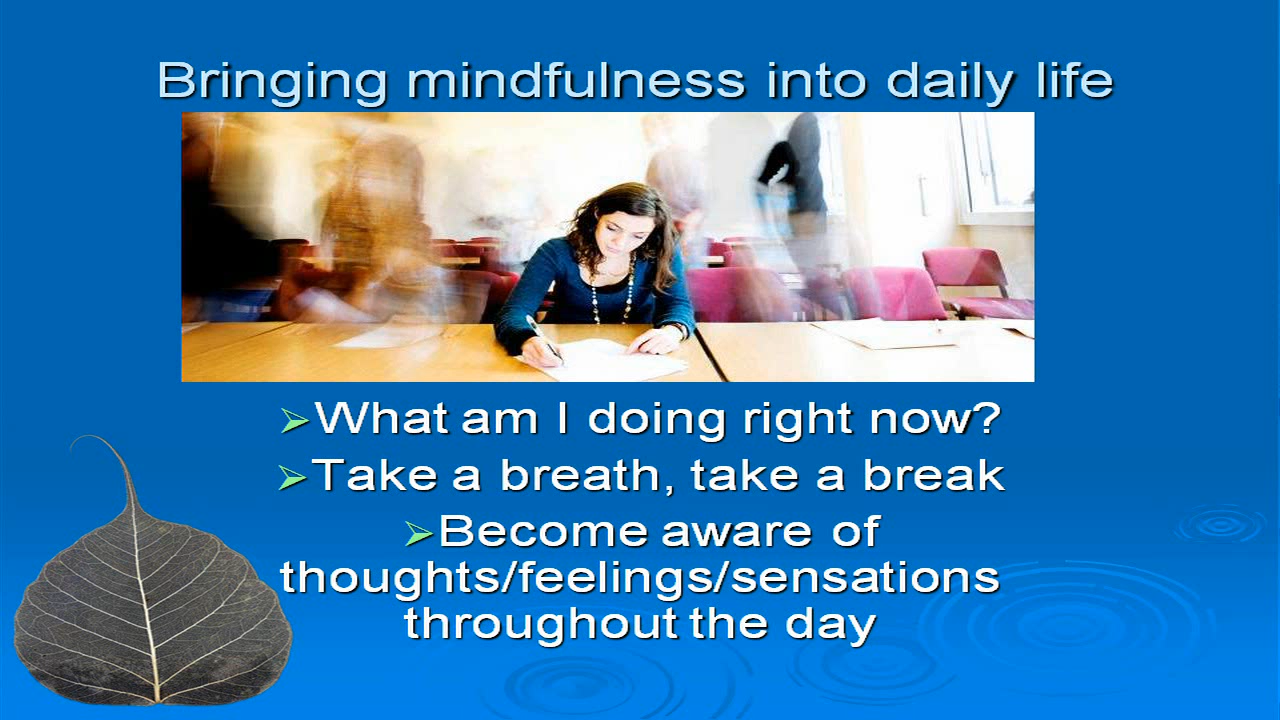 Bringing mindfulness into daily life
➢What am I doing right now?
➢Take a breath, take a break
➢Become aware of
thoughts/feelings/sensations
throughout the day